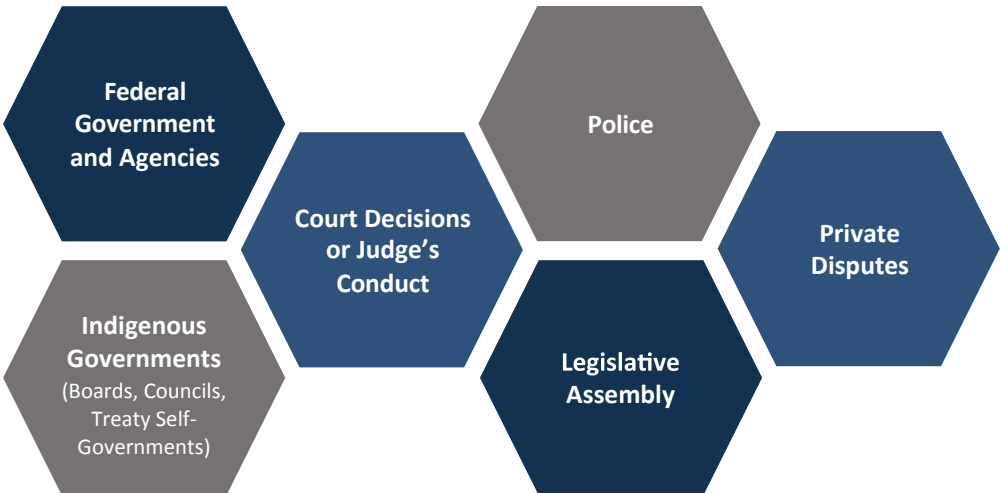 Federal
Government
and Agencies
Indigenous
Governments
(Boards, Councils,
Treaty Self-
Governments)
Court Decisions
or Judge’s
Conduct
Police
Legislative
Assembly
Private
Disputes